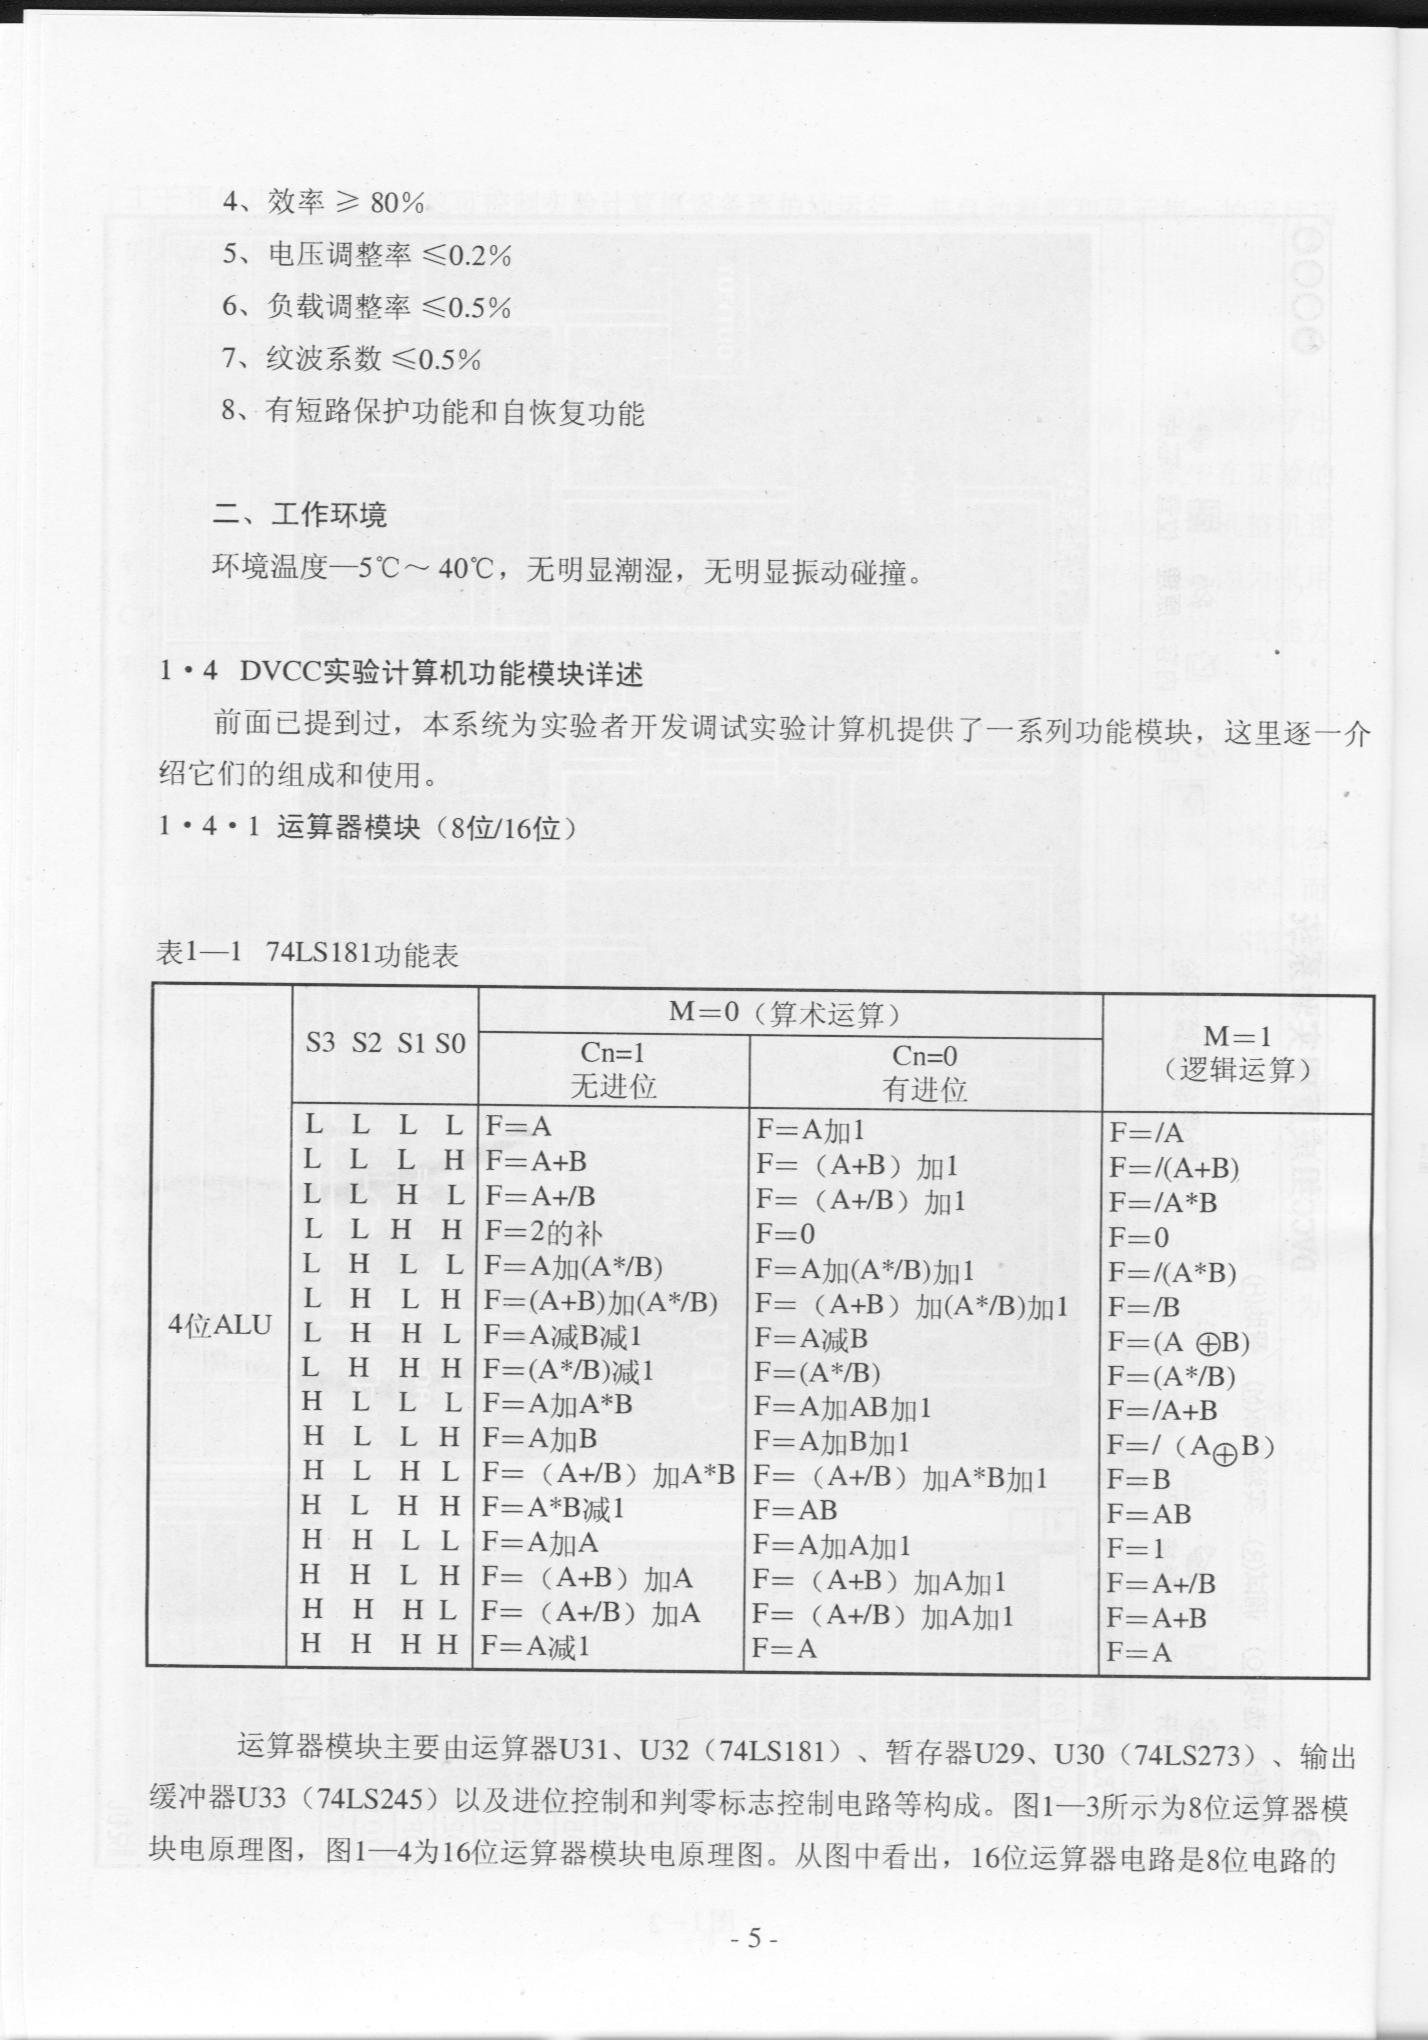 4、效率 ≥ 80%
5、电压调整率 ≤0.2%
6、负载调整率 ≤0.5%
7、纹波系数 ≤0.5%
8、有短路保护功能和自恢复功能
二、工作环境
环境温度—5℃～ 40℃，无明显潮湿，无明显振动碰撞。
1·4 DVCC实验计算机功能模块详述
前面已提到过，本系统为实验者开发调试实验计算机提供了一系列功能模块，这里逐一介
绍它们的组成和使用。
1·4·1 运算器模块（8位/16位）
表1—1 74LS181功能表
S3 S2 S1 S0
M＝0（算术运算）
M＝1
（逻辑运算）
Cn=1
无进位
Cn=0
有进位
4位ALU
L L L L F＝A F＝A加1 F＝/A
L L L H F＝A+B F＝（A+B）加1 F＝/(A+B)
L L H L F＝A+/B F＝（A+/B）加1 F＝/A*B
L L H H F＝2的补 F＝0 F＝0
L H L L F＝A加(A*/B) F＝A加(A*/B)加1 F＝/(A*B)
L H L H F＝(A+B)加(A*/B) F＝（A+B）加(A*/B)加1 F＝/B
L H H L F＝A减B减1 F＝A减B F＝(A ⊕B)
L H H H F＝(A*/B)减1 F＝(A*/B) F＝(A*/B)
H L L L F＝A加A*B F＝A加AB加1 F＝/A+B
H L L H F＝A加B F＝A加B加1 F＝/（A⊕B）
H L H L F＝（A+/B）加A*B F＝（A+/B）加A*B加1 F＝B
H L H H F＝A*B减1 F＝AB F＝AB
H H L L F＝A加A F＝A加A加1 F＝1
H H L H F＝（A+B）加A F＝（A+B）加A加1 F＝A+/B
H H H L F＝（A+/B）加A F＝（A+/B）加A加1 F＝A+B
H H H H F＝A减1 F＝A F＝A
运算器模块主要由运算器U31、U32（74LS181）、暂存器U29、U30（74LS273）、输出
缓冲器U33（74LS245）以及进位控制和判零标志控制电路等构成。图1—3所示为8位运算器模
块电原理图，图1—4为16位运算器模块电原理图。从图中看出，16位运算器电路是8位电路的
- 5 -